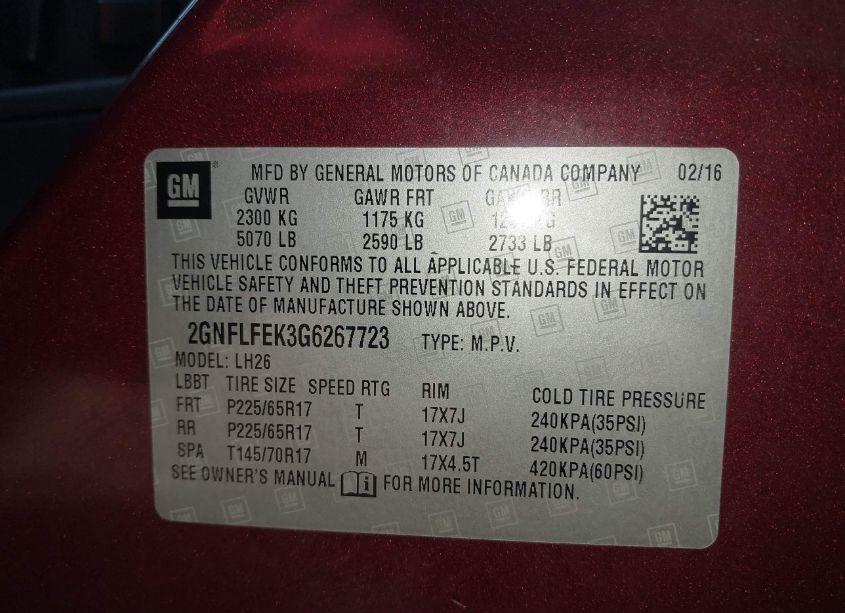 GM ® MFD BY GENERAL MOTORS OF CANADA COMPANY 02/16
GVWR GAWR FRT
2300 KG 1175 KG
5070 LB 2590 LB 2733 LB
THIS VEHICLE CONFORMS TO ALL APPLICABLE U.S. FEDERAL MOTOR
VEHICLE SAFETY AND THEFT PREVENTION STANDARDS IN EFFECT ON
THE DATE OF MANUFACTURE SHOWN ABOVE.
2GNFLFEK3G6267723 TYPE: M.P.V.
MODEL: LH26
LBBT TIRE SIZE SPEED RTG RIM COLD TIRE PRESSURE
FRT P225/65R17 T 17X7J 240KPA(35PSI)
RR P225/65R17 T 17X7J 240KPA(35PSI)
SPA T145/70R17 M 17X4.5T 420KPA(60PSI)
SEE OWNER'S MANUAL FOR MORE INFORMATION.